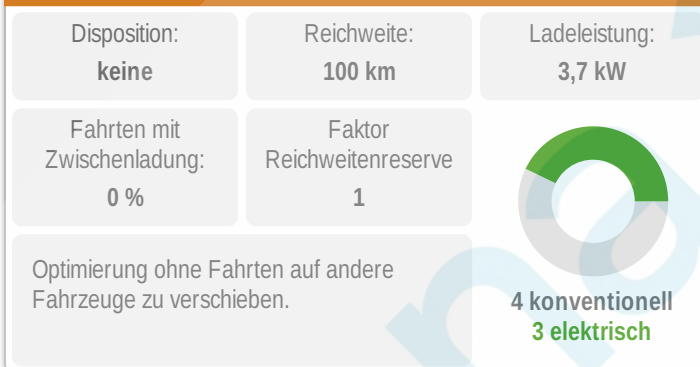 Disposition:
keine
Reichweite:
100 km
Ladeleistung:
3,7 kW
Fahrten mit
Zwischenladung:
0 %
Faktor
Reichweitenreserve
1
Optimierung ohne Fahrten auf andere
Fahrzeuge zu verschieben.
4 konventionell
3 elektrisch